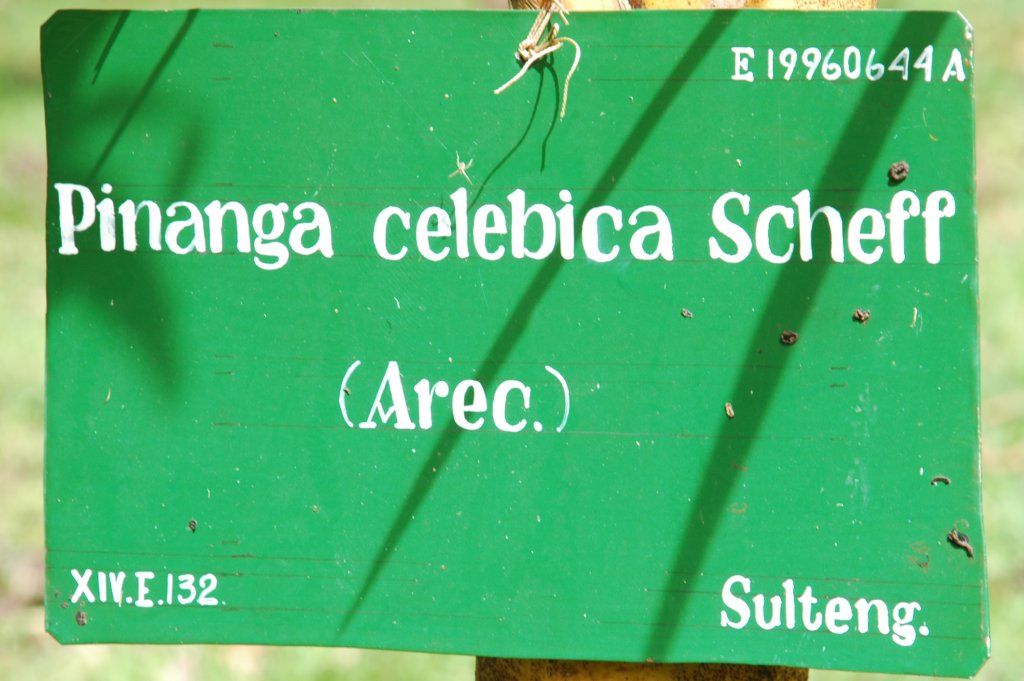 E19960644A
Pinanga celebica Scheff
(Arec.)
XIV.E.132.
Sulteng.